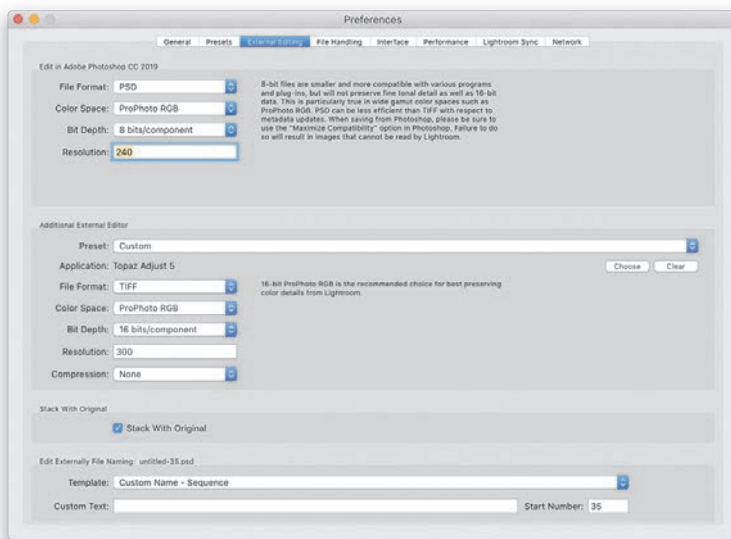 Preferences
General Presets External Editing File Handling Interface Performance Lightroom Sync Network
Edit in Adobe Photoshop CC 2019
File Format: PSD
Color Space: ProPhoto RGB
Bit Depth: 8 bits/component
Resolution: 240
8-bit files are smaller and more compatible with various programs
and plug-ins, but will not preserve fine tonal detail as well as 16-bit
data. This is particularly true in wide gamut color spaces such as
ProPhoto RGB. PSD can be less efficient than TIFF with respect to
metadata updates. When saving from Photoshop, please be sure to
use the "Maximize Compatibility" option in Photoshop. Failure to do
so will result in images that cannot be read by Lightroom.
Additional External Editor
Preset: Custom
Application: Topaz Adjust 5 Choose Clear
File Format: TIFF
Color Space: ProPhoto RGB
Bit Depth: 16 bits/component
Resolution: 300
Compression: None
16-bit ProPhoto RGB is the recommended choice for best preserving
color details from Lightroom.
Stack With Original
Stack With Original
Edit Externally File Naming: untitled-35.psd
Template: Custom Name - Sequence
Custom Text: Start Number: 35